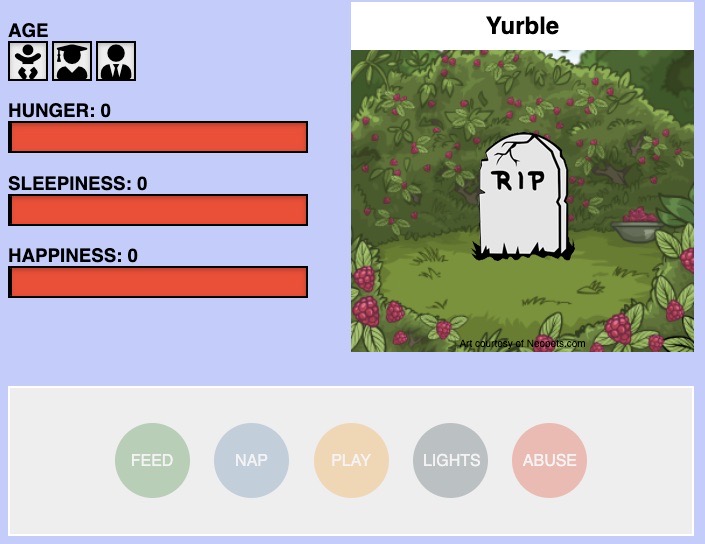 AGE
HUNGER: 0
SLEEPINESS: 0
HAPPINESS: 0
Yurble
RIP
Art courtesy of Neopets.com
FEED
NAP
PLAY
LIGHTS
ABUSE